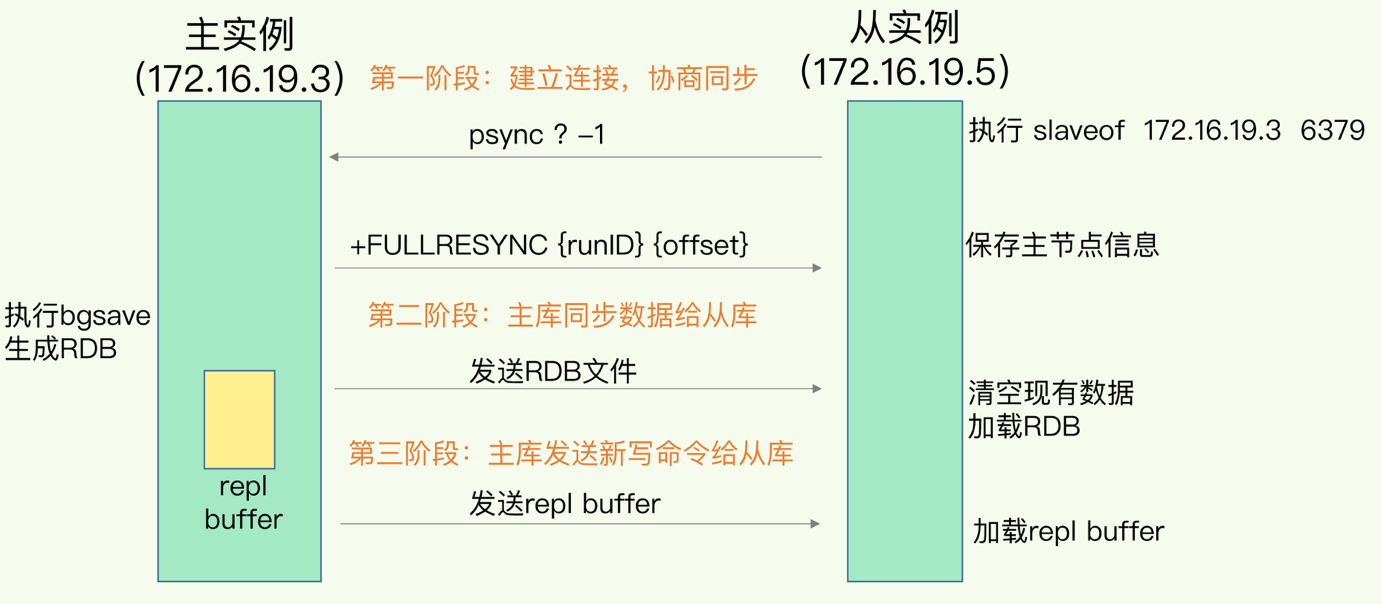 主实例
(172.16.19.3)
从实例
(172.16.19.5)
第一阶段：建立连接，协商同步
执行 slaveof 172.16.19.3 6379
psync ? –1
+FULLRESYNC {runID} {offset}
保存主节点信息
执行bgsave
生成RDB
第二阶段：主库同步数据给从库
发送RDB文件
清空现有数据
加载RDB
第三阶段：主库发送新写命令给从库
repl
buffer
发送repl buffer
加载repl buffer